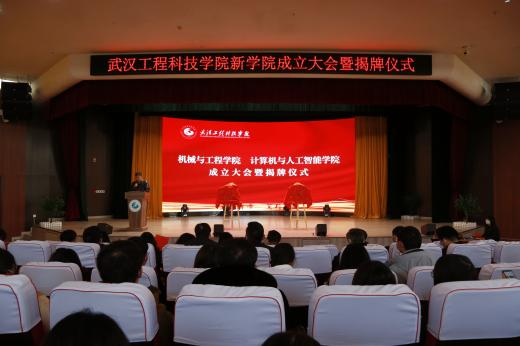 武汉工程科技学院新学院成立大会暨揭牌仪式
武汉工程科技学院
机械与工程学院 计算机与人工智能学院
成立大会暨揭牌仪式